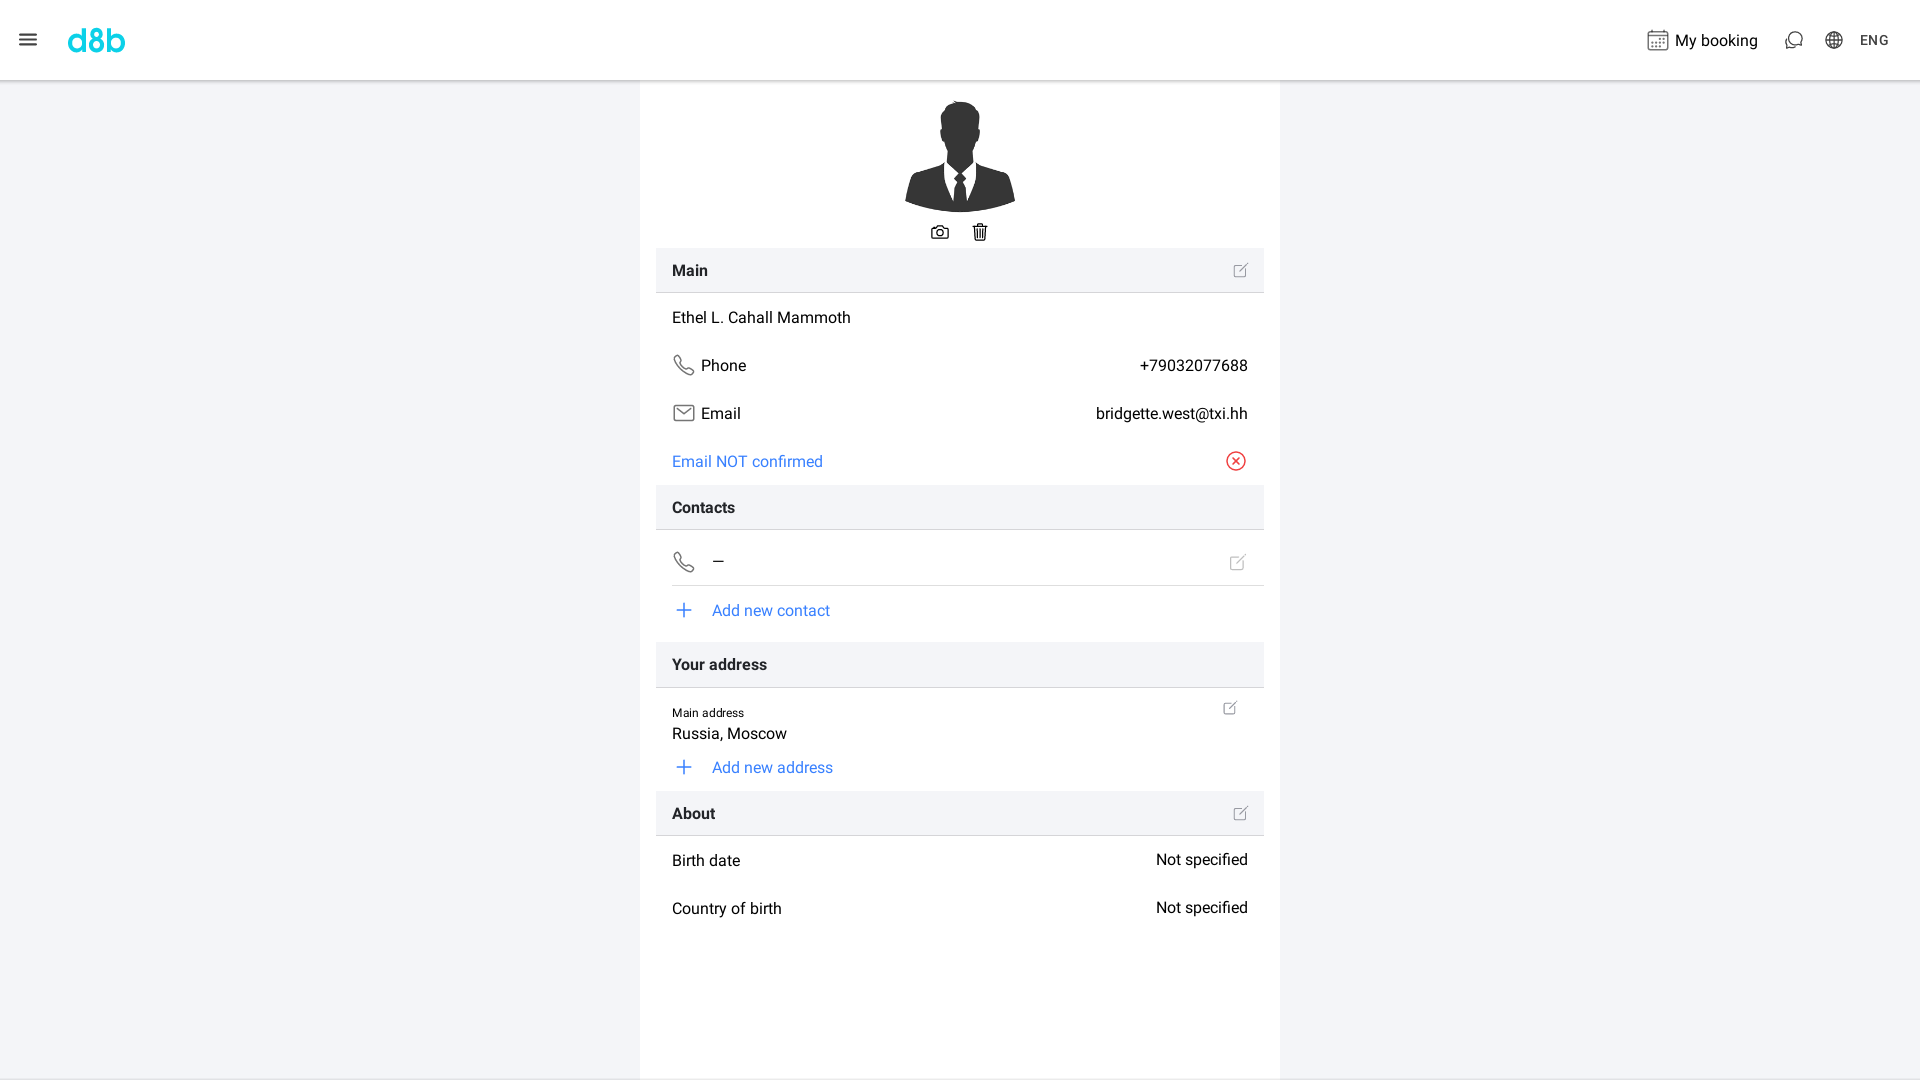 d8b
My booking
ENG
Main
Ethel L. Cahall Mammoth
Phone
+79032077688
Email
bridgette.west@txi.hh
Email NOT confirmed
Contacts
—
Add new contact
Your address
Main address
Russia, Moscow
Add new address
About
Birth date
Not specified
Country of birth
Not specified